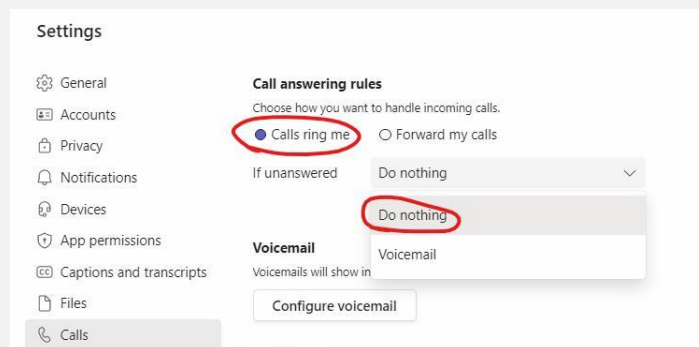 Settings
General
Accounts
Privacy
Notifications
Devices
App permissions
Captions and transcripts
Files
Calls
Call answering rules
Choose how you want to handle incoming calls.
Calls ring me Forward my calls
If unanswered Do nothing
Do nothing
Voicemail
Voicemail
Voicemails will show in
Configure voicemail